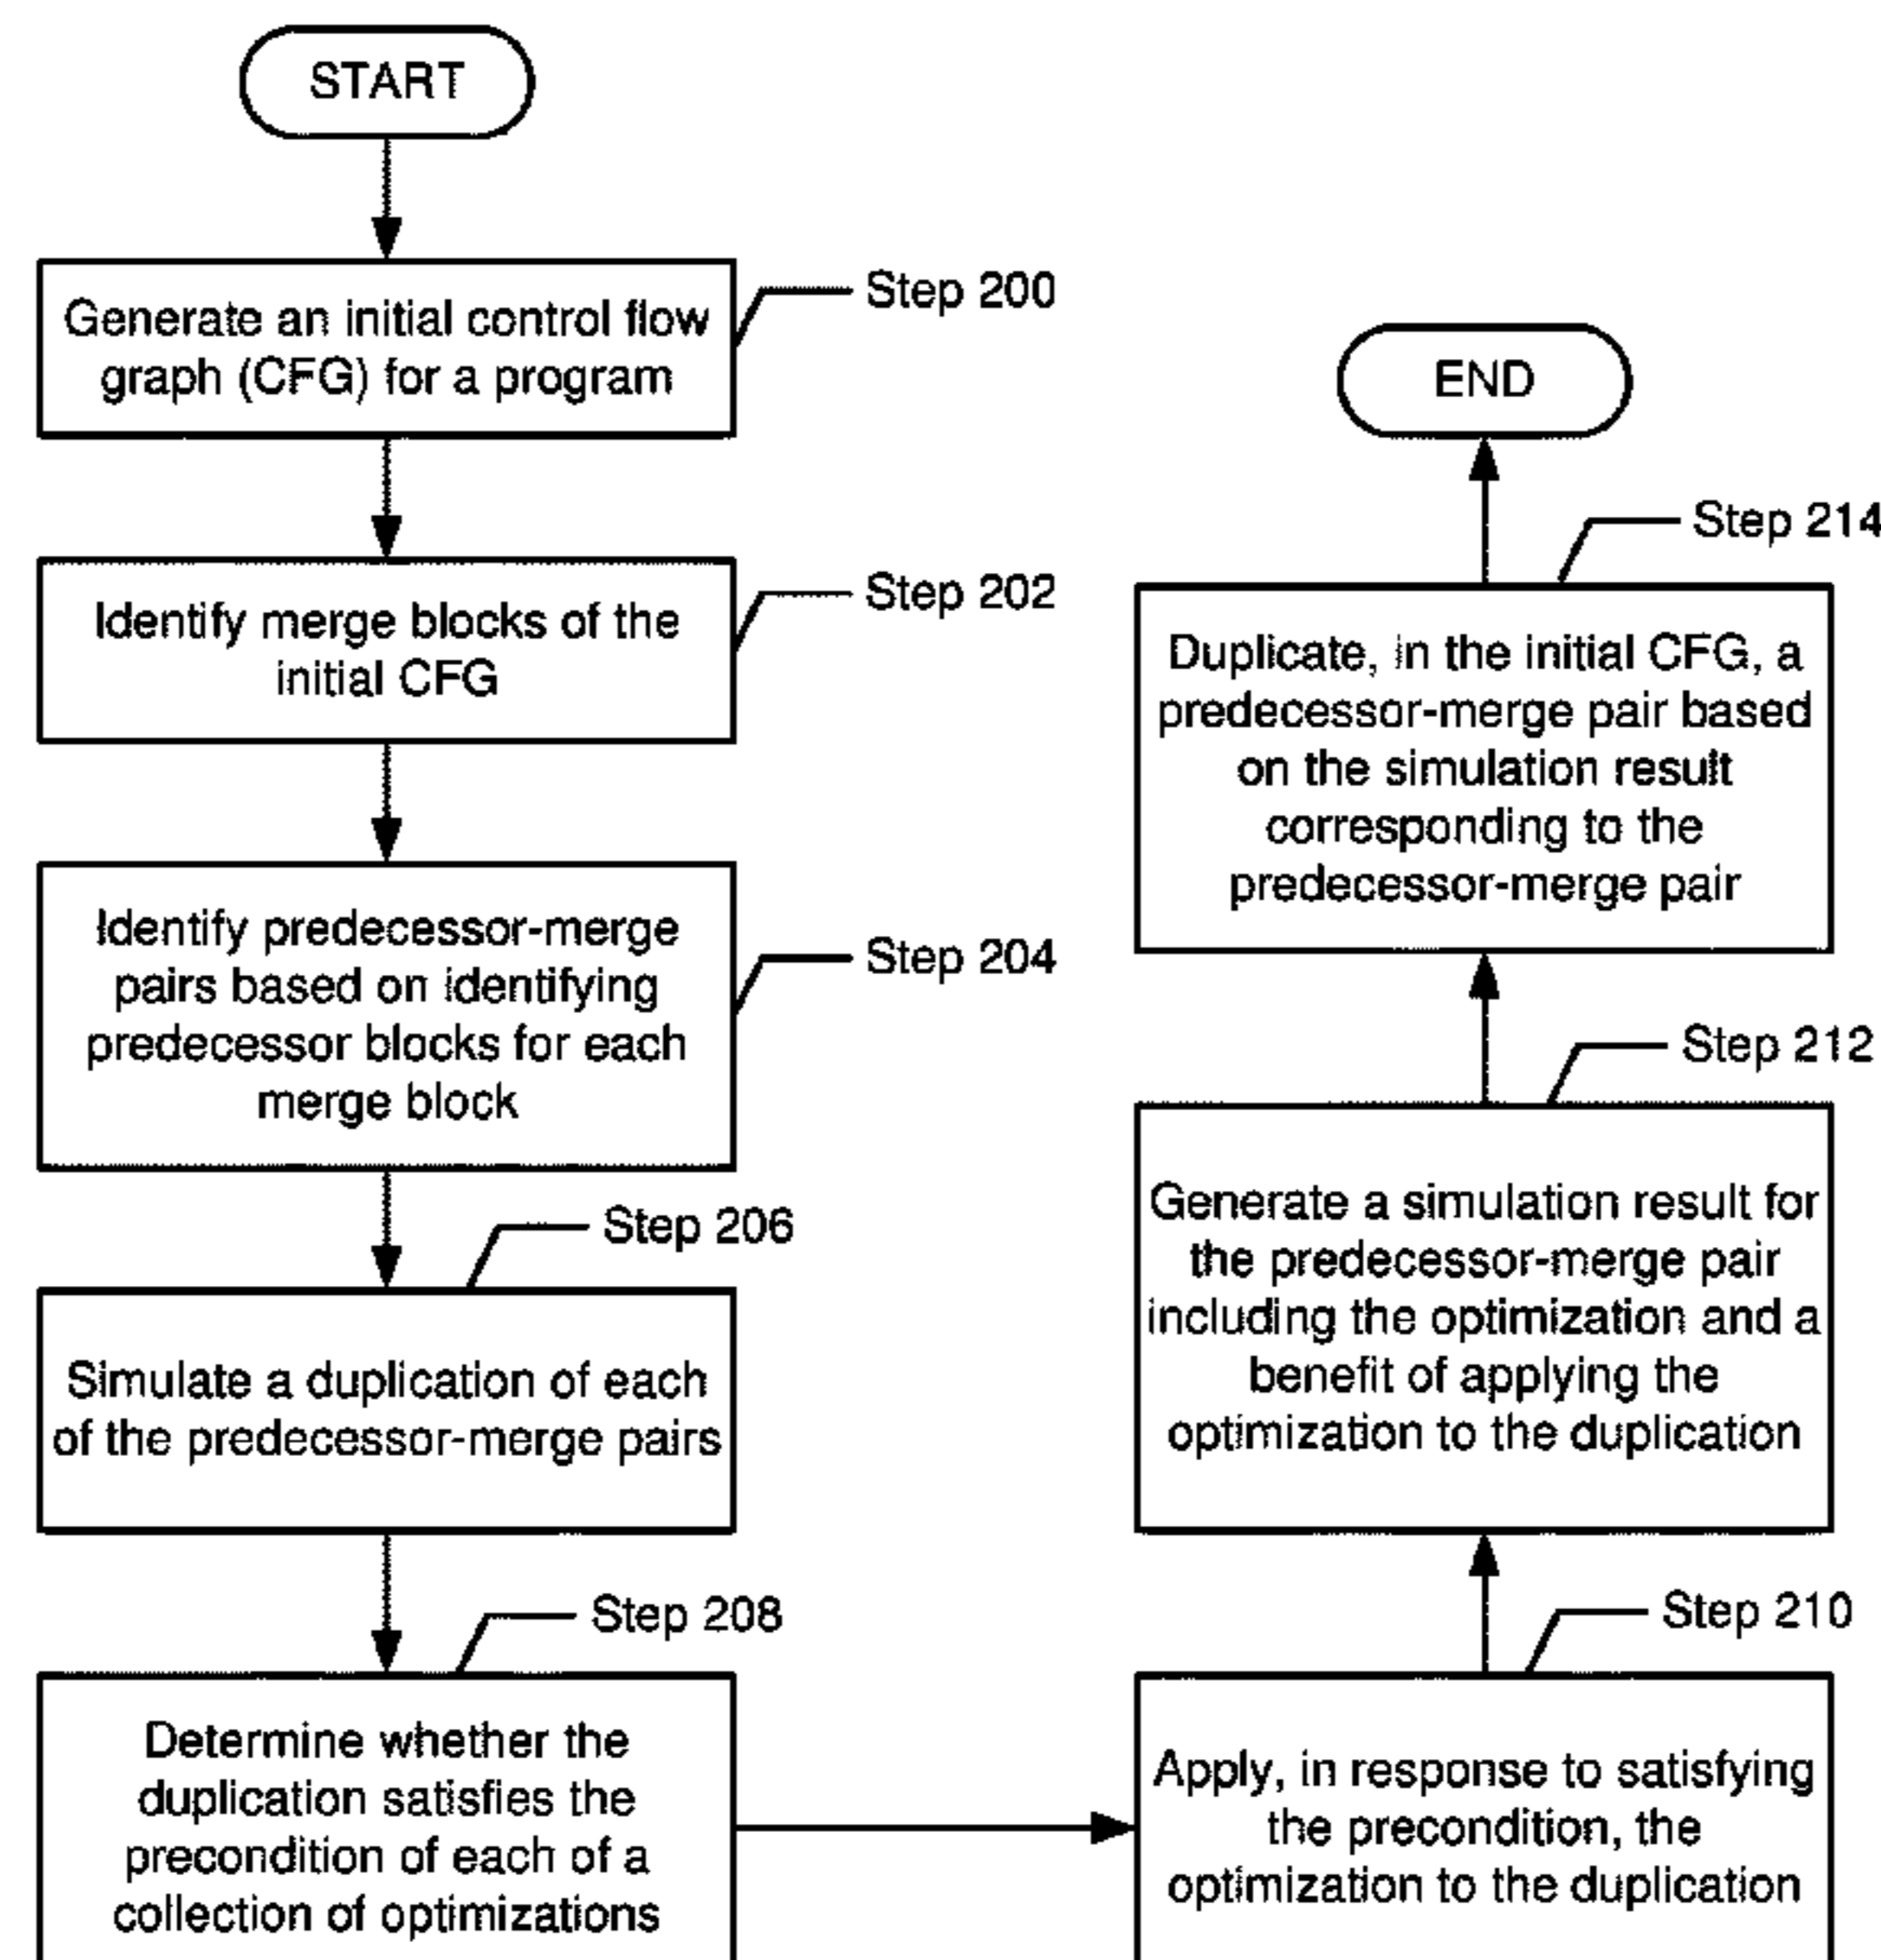 START
Step 200
Generate an initial control flow
graph (CFG) for a program
Step 202
Identify merge blocks of the
initial CFG
Step 204
Identify predecessor-merge
pairs based on identifying
predecessor blocks for each
merge block
Step 206
Simulate a duplication of each
of the predecessor-merge pairs
Step 208
Determine whether the
duplication satisfies the
precondition of each of a
collection of optimizations
Step 210
Apply, in response to satisfying
the precondition, the
optimization to the duplication
Step 212
Generate a simulation result for
the predecessor-merge pair
including the optimization and a
benefit of applying the
optimization to the duplication
Step 214
Duplicate, in the initial CFG, a
predecessor-merge pair based
on the simulation result
corresponding to the
predecessor-merge pair
END